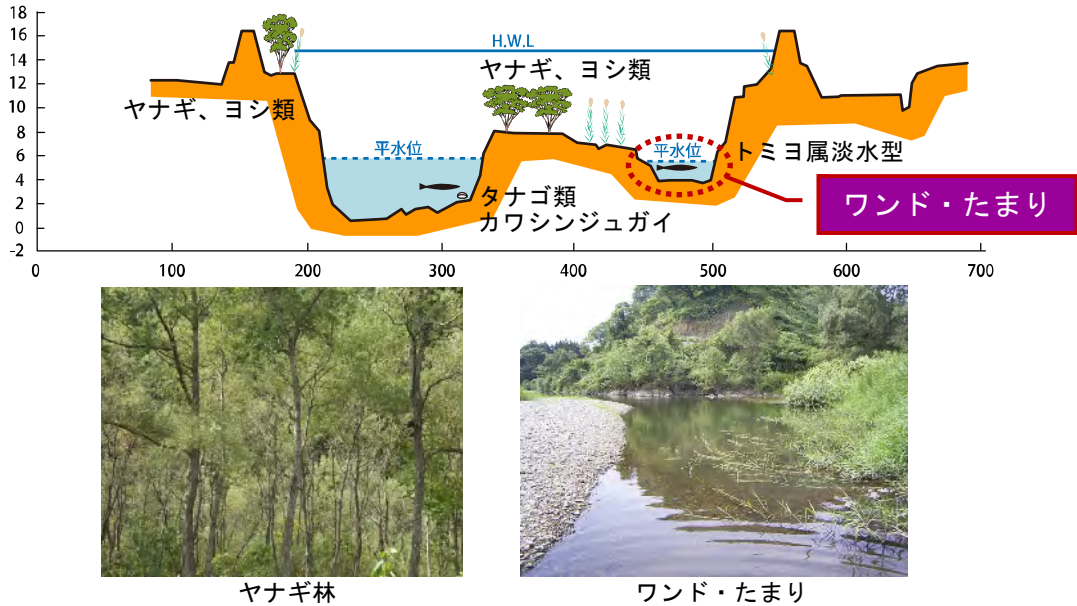 18
16
14
12
10
8
6
4
2
0
-2
H.W.L
ヤナギ、ヨシ類
ヤナギ、ヨシ類
平水位
平水位
トミヨ属淡水型
タナゴ類
カワシンジュガイ
ワンド・たまり
0 100 200 300 400 500 600 700
ヤナギ林
ワンド・たまり